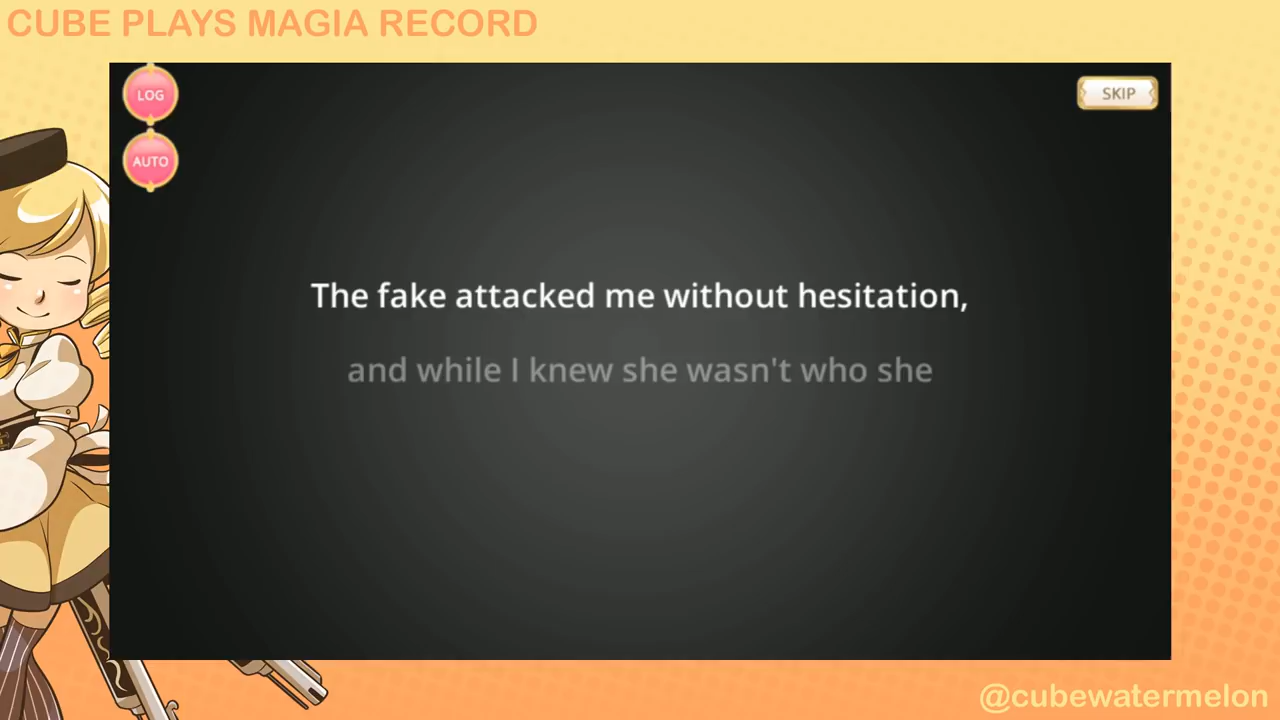 CUBE PLAYS MAGIA RECORD
LOG
SKIP
AUTO
The fake attacked me without hesitation,
and while I knew she wasn't who she
@cubewatermelon